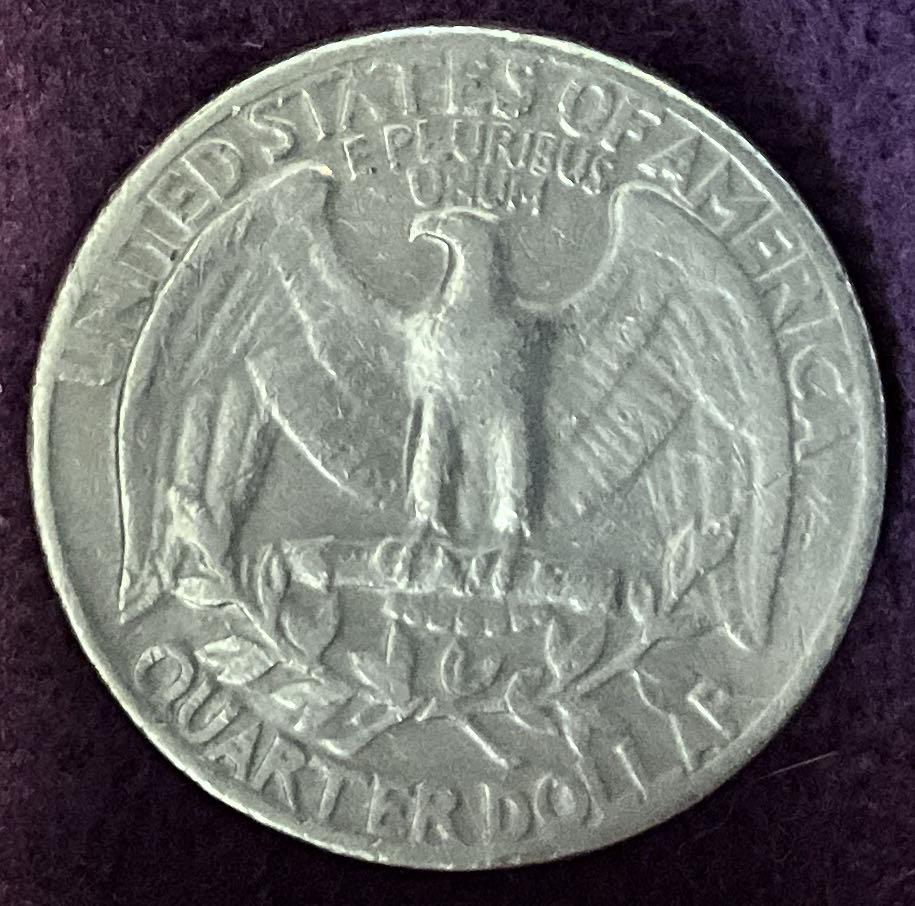 UNITED STATES OF AMERICA
E PLURIBUS
UNUM
QUARTER DOLLAR